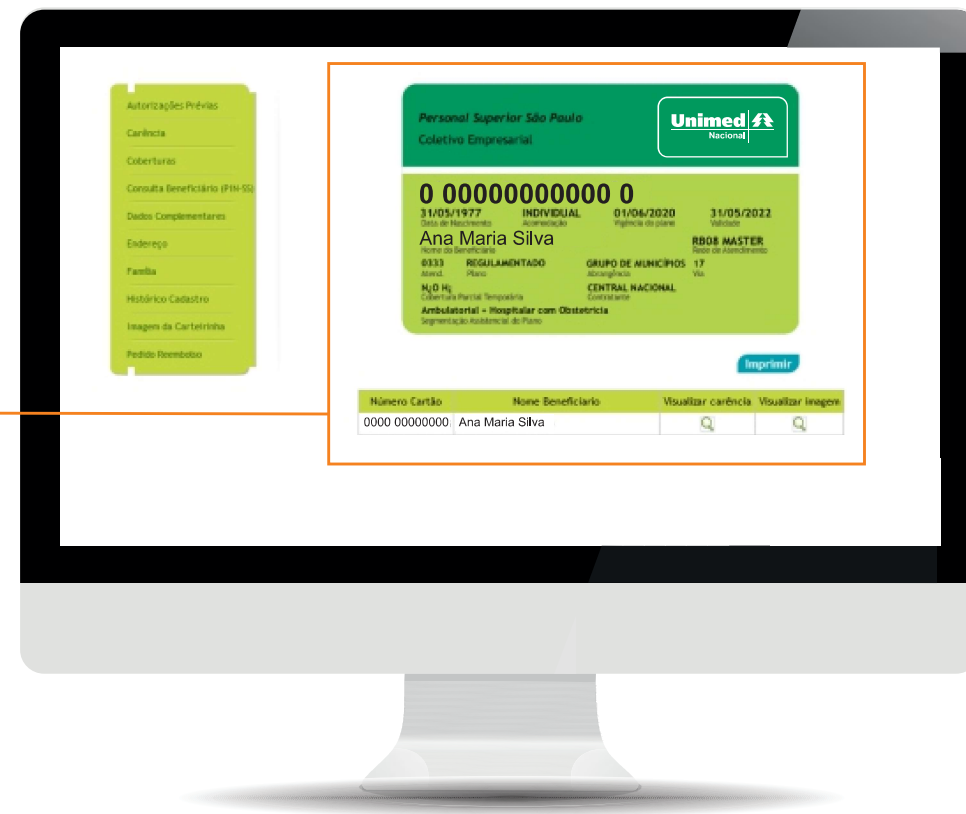 Autorizações Prévias
Carência
Coberturas
Consulta Beneficiário (PIN-SS)
Dados Complementares
Endereço
Família
Histórico Cadastro
Imagem da Carteirinha
Pedido Reembolso
Personal Superior São Paulo
Coletivo Empresarial
Unimed
Nacional
0 00000000000 0
31/05/1977 INDIVIDUAL 01/06/2020 31/05/2022
Data de Nascimento Acomodação Vigência do plano Validade
Ana Maria Silva RB08 MASTER
Nome do Beneficiário Rede de Atendimento
0333 REGULAMENTADO GRUPO DE MUNICÍPIOS 17
Atend. Plano Abrangência Via
CENTRAL NACIONAL
Cobertura Parcial Temporária Contratante
Ambulatorial - Hospitalar com Obstetrícia
Segmentação Assistencial do Plano
Imprimir
Número Cartão Nome Beneficiario Visualizar carência Visualizar imagem
0000 00000000 Ana Maria Silva